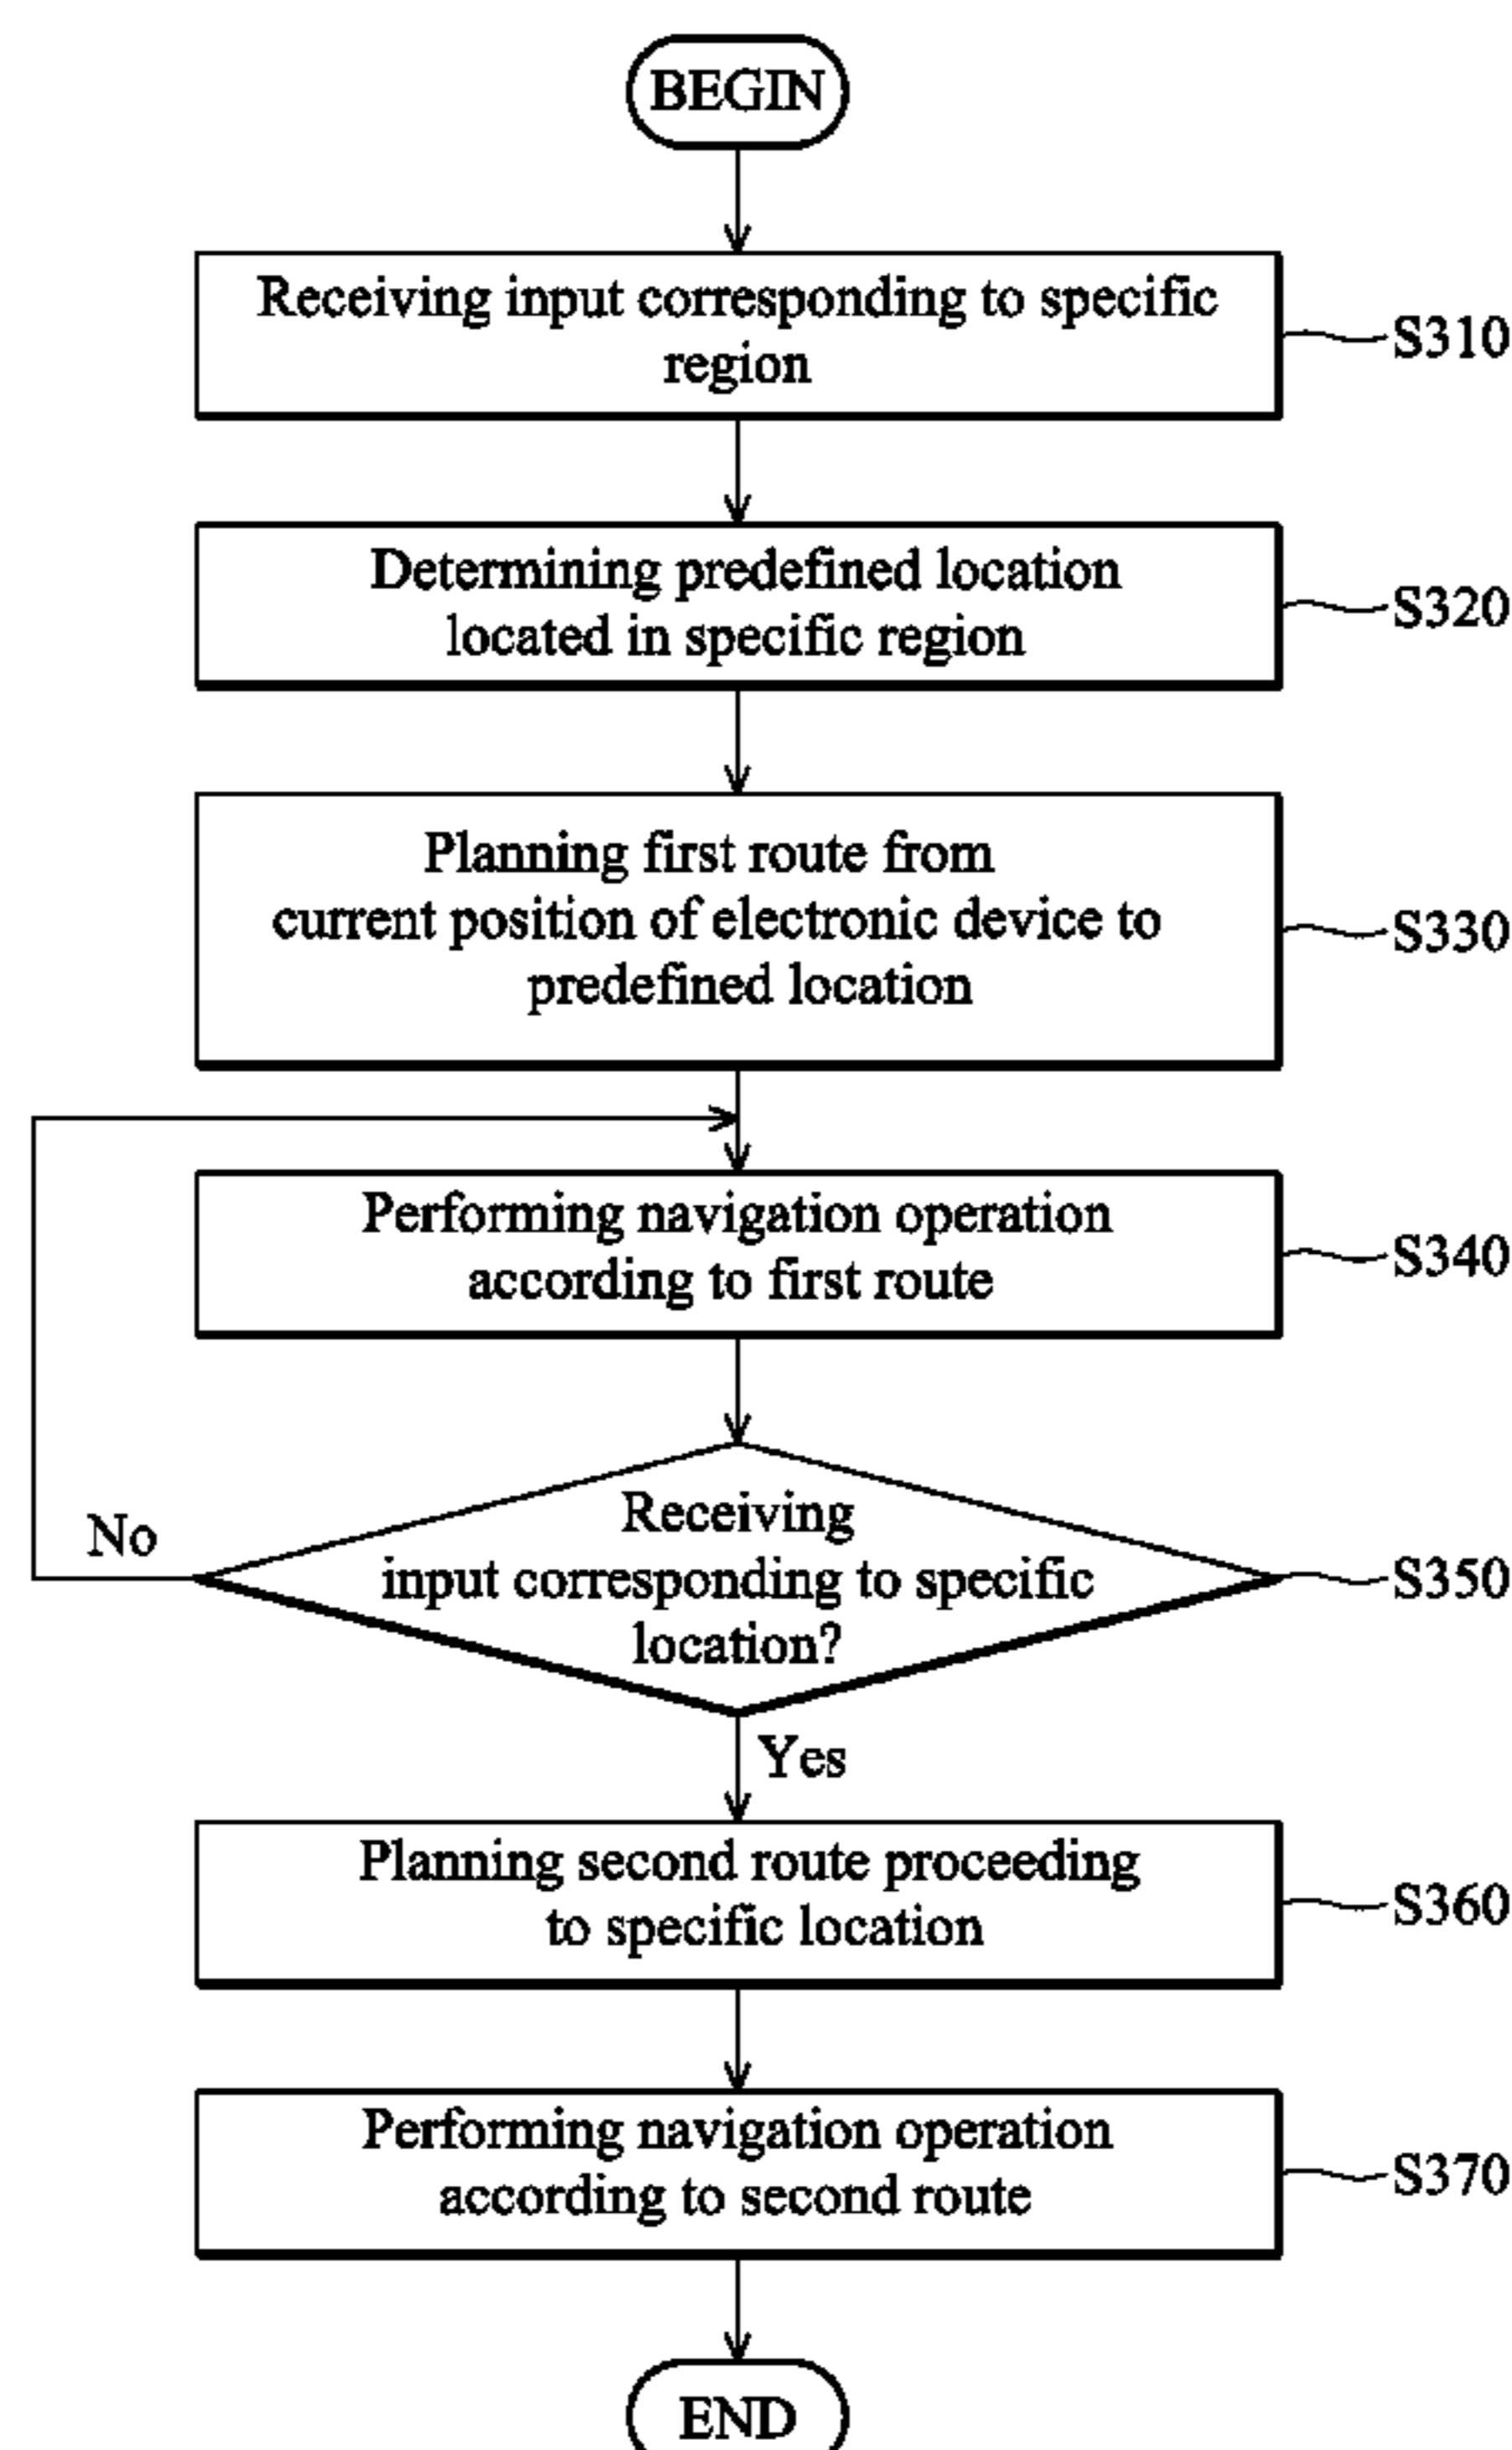 BEGIN
Receiving input corresponding to specific
region
S310
Determining predefined location
located in specific region
S320
Planning first route from
current position of electronic device to
predefined location
S330
Performing navigation operation
according to first route
S340
Receiving
input corresponding to specific
location?
S350
No
Yes
Planning second route proceeding
to specific location
S360
Performing navigation operation
according to second route
S370
END